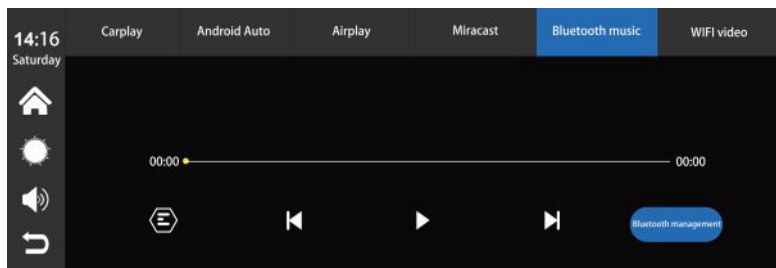 14:16
Saturday
Carplay
Android Auto
Airplay
Miracast
Bluetooth music
WIFI video
00:00
00:00
Bluetooth management